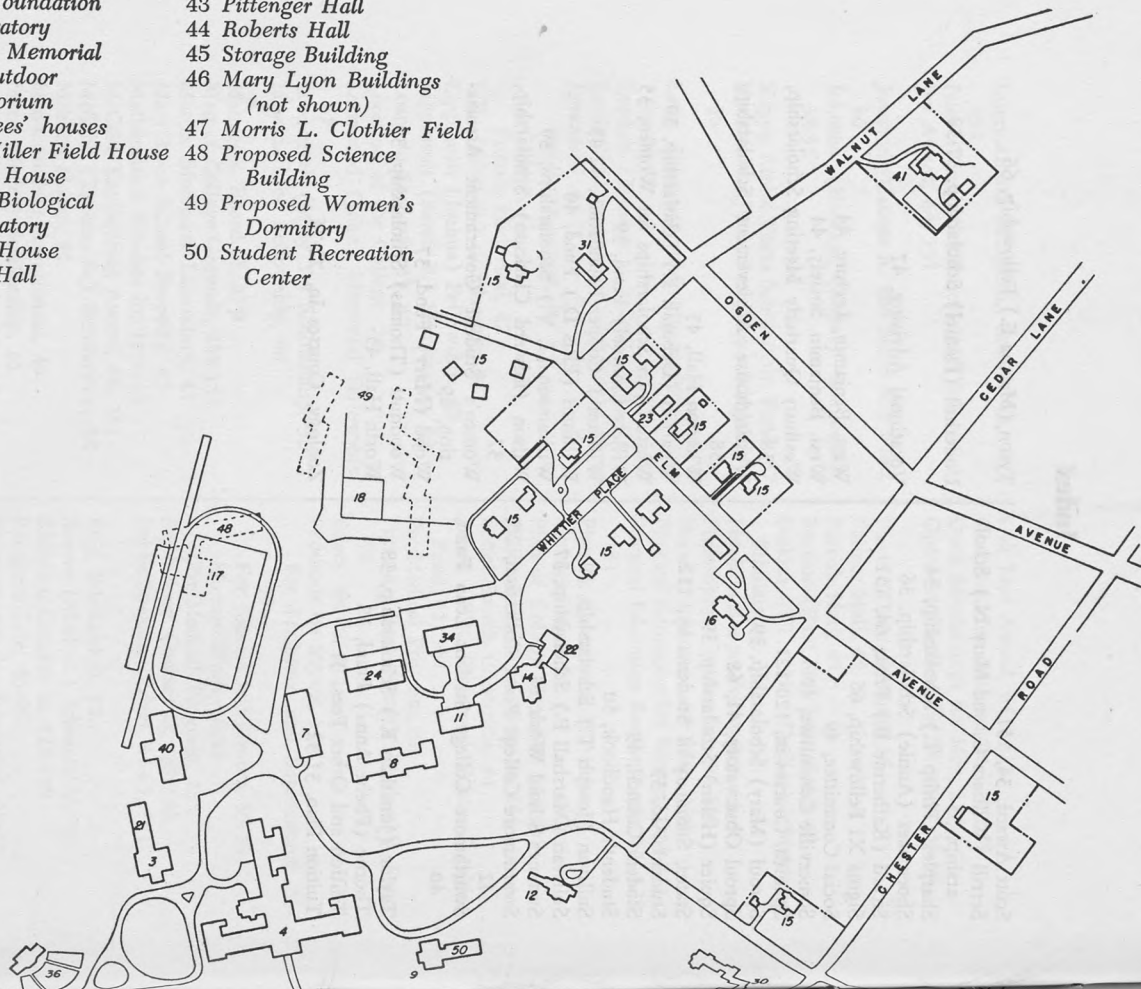 oundation
ratory
Memorial
utdoor
orium
ees' houses
iller Field House
House
Biological
atory
House
Hall
43 Pittenger Hall
44 Roberts Hall
45 Storage Building
46 Mary Lyon Buildings
(not shown)
47 Morris L. Clothier Field
48 Proposed Science
Building
49 Proposed Women's
Dormitory
50 Student Recreation
Center
WALNUT LANE
41
31
15
OGDEN
CEDAR LANE
15
15
49
23
15
15
ELM
15
15
18
WHITTIER PLACE
AVENUE
15
48
15
17
16
34
22
24
14
AVENUE
ROAD
11
7
40
8
15
CHESTER
3
12
4
15
50
9
36
30